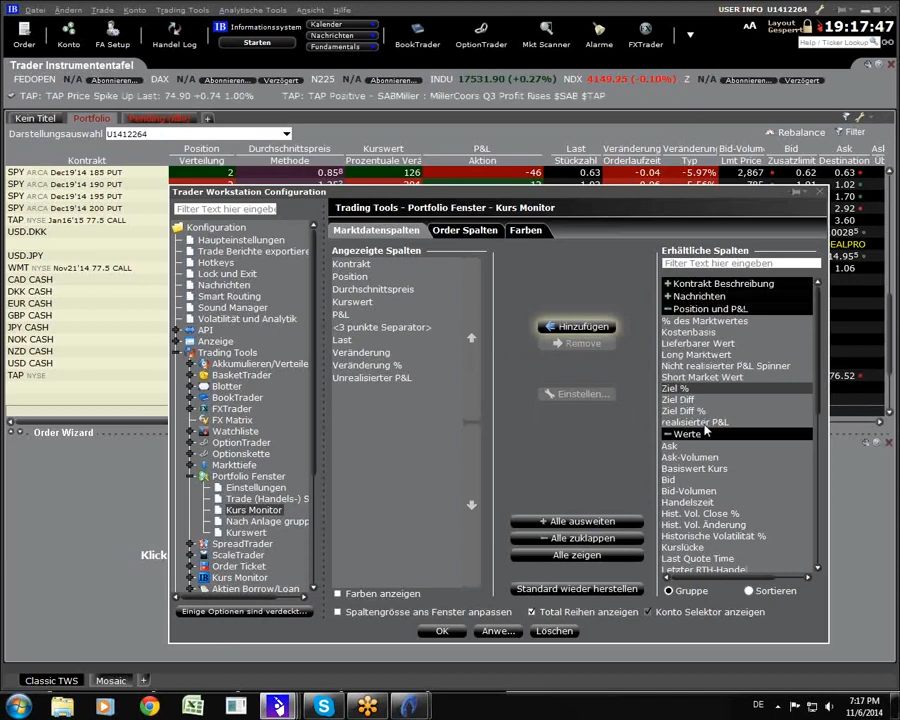 IB Datei Ändern Konto Trading Tools Analytische Tools Ansicht Hilfe USER INFO U1412264
Order Konto FA Setup Handel Log
IB Informationssystem Starten
Kalender
Nachrichten
Fundamentals
BookTrader OptionTrader Mkt Scanner Alarme FXTrader
AA Layout Gesperrt 19:17:47
Help / Ticker Lookup
Trader Instrumententafel
FEDOPEN N/A Abonnieren... DAX N/A Abonnieren... Verzögert N225 N/A Abonnieren... INDU 17531.90 (+0.27%) NDX 4149.25 (-0.10%) Z N/A Abonnieren... Verzögert
TAP: TAP Price Spike Up Last: 74.90 +0.74 1.00% TAP: TAP Positive - SABMiller : MillerCoors Q3 Profit Rises $SAB $TAP
Kein Titel Portfolio Pending (All) +
Darstellungsauswahl U1412264 Rebalance Filter
Position Durchschnittspreis Kurswert P&L Last Veränderung Veränderung Bid-Volumen Bid Ask
Kontrakt Verteilung Methode Prozentuale Verä Aktion Stückzahl Orderlaufzeit Typ Lmt Price Zusatzlimit Destination
SPY ARCA Dec19'14 185 PUT 2 0.85 126 -46 0.63 -0.04 -5.97% 2,867 0.62 0.63
SPY ARCA Dec19'14 190 PUT 1.01 1.02
SPY ARCA Dec19'14 195 PUT 1.90
SPY ARCA Dec19'14 200 PUT 2.92
TAP NYSE Jan16'15 77.5 CALL 2.30
USD.DKK 00285
USD.JPY REALPRO
WMT NYSE Nov21'14 77.5 CALL 1.06
CAD CASH
DKK CASH
EUR CASH
GBP CASH
JPY CASH
NOK CASH
NZD CASH
USD CASH
TAP NYSE 76.52
Order Wizard
Klick
Trader Workstation Configuration
Filter Text hier eingebe
Konfiguration
Haupteinstellungen
Trade Berichte exportiere
Hotkeys
Lock und Exit
Nachrichten
Smart Routing
Sound Manager
Volatilität und Analytik
API
Anzeige
Trading Tools
Akkumulieren/Verteile
BasketTrader
Blotter
BookTrader
FXTrader
FX Matrix
Watchliste
OptionTrader
Optionskette
Markttiefe
Portfolio Fenster
Einstellungen
Trade (Handels-) S
Kurs Monitor
Nach Anlage grupp
Kurswert
SpreadTrader
ScaleTrader
Order Ticket
Kurs Monitor
Aktien Borrow/Loan
Einige Optionen sind verdeckt...
Trading Tools - Portfolio Fenster - Kurs Monitor
Marktdatenspalten Order Spalten Farben
Angezeigte Spalten
Kontrakt
Position
Durchschnittspreis
Kurswert
P&L
<3 punkte Separator>
Last
Veränderung
Veränderung %
Unrealisierter P&L
Hinzufügen
Remove
Einstellen...
Alle ausweiten
Alle zuklappen
Alle zeigen
Standard wieder herstellen
Erhältliche Spalten
Filter Text hier eingeben
Kontrakt Beschreibung
Nachrichten
Position und P&L
% des Marktwertes
Kostenbasis
Lieferbarer Wert
Long Marktwert
Nicht realisierter P&L Spinner
Short Market Wert
Ziel %
Ziel Diff
Ziel Diff %
realisierter P&L
Werte
Ask
Ask-Volumen
Basiswert Kurs
Bid
Bid-Volumen
Handelszeit
Hist. Vol. Close %
Hist. Vol. Änderung
Historische Volatilität %
Kurslücke
Last Quote Time
Letzter RTH-Handel
Gruppe Sortieren
Farben anzeigen
Spaltengrösse ans Fenster anpassen Total Reihen anzeigen Konto Selektor anzeigen
OK Anwe... Löschen
Classic TWS Mosaic
DE 7:17 PM
11/6/2014